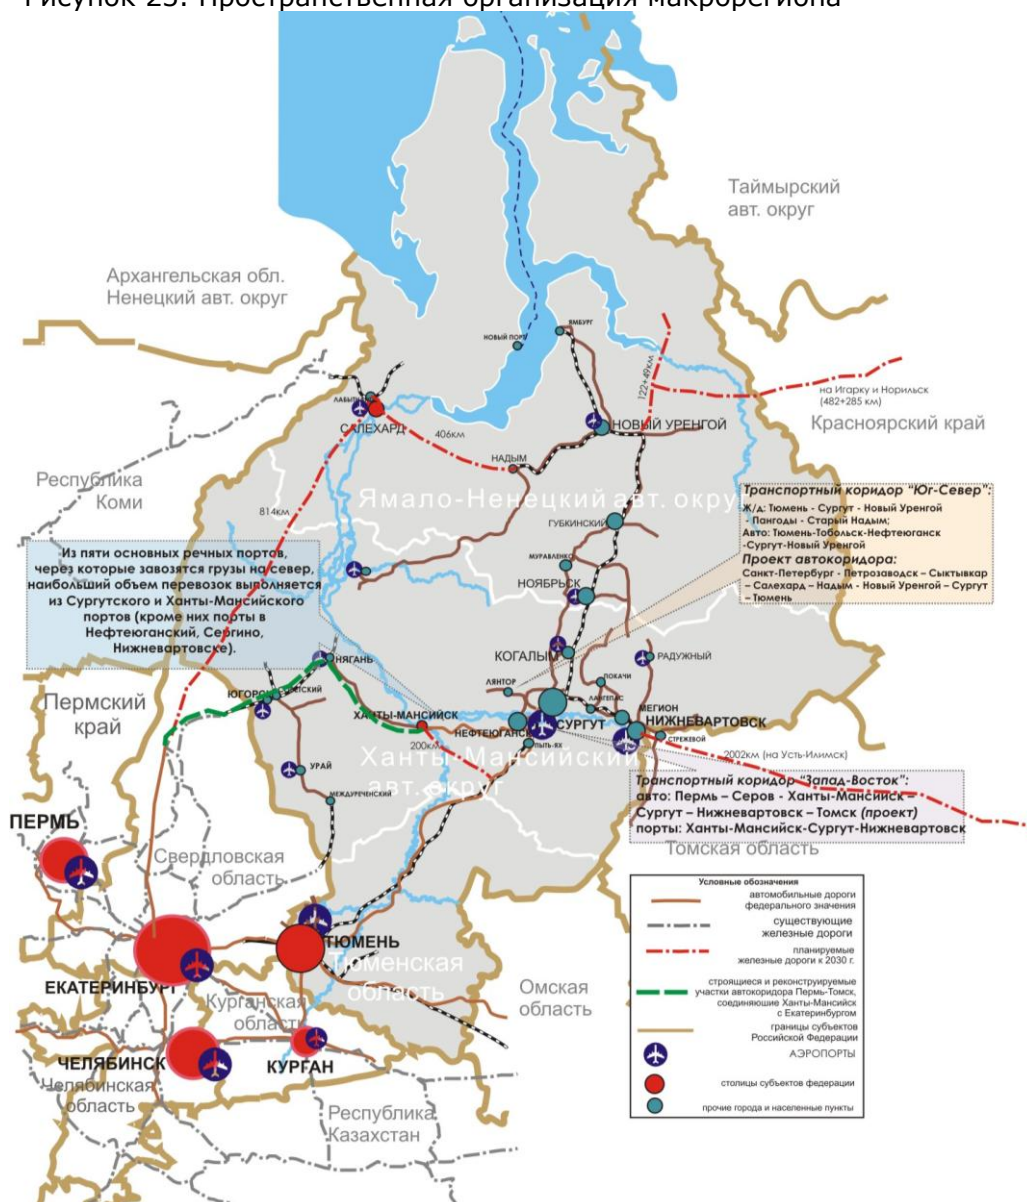 Рисунок 25. Пространственная организация макрорегиона
Таймырский
авт. округ
Архангельская обл.
Ненецкий авт. округ
НОВЫЙ ПОРТ
ЯМБУРГ
122+49км
на Игарку и Норильск
(482+285 км)
САЛЕХАРД
406км
НОВЫЙ УРЕНГОЙ
Красноярский край
НАДЫМ
Республика
Коми
814км
Ямало-Ненецкий авт. округ
ГУБКИНСКИЙ
Транспортный коридор "Юг-Север":
Ж/д: Тюмень - Сургут - Новый Уренгой
- Пангоды - Старый Надым;
Авто: Тюмень-Тобольск-Нефтеюганск
-Сургут-Новый Уренгой
Проект автокоридора:
Санкт-Петербург - Петрозаводск – Сыктывкар
– Салехард – Надым - Новый Уренгой – Сургут
– Тюмень
Из пяти основных речных портов,
через которые завозятся грузы на север,
наибольший объем перевозок выполняется
из Сургутского и Ханты-Мансийского
портов (кроме них порты в
Нефтеюганский, Сергино,
Нижневартовске).
МУРАВЛЕНКО
НОЯБРЬСК
КОГАЛЫМ
РАДУЖНЫЙ
НЯГАНЬ
ЛЯНТОР
ПОКАЧИ
ЛАНГЕПАС
МЕГИОН
Пермский
край
ХАНТЫ-МАНСИЙСК
НЕФТЕЮГАНСК
СУРГУТ
НИЖНЕВАРТОВСК
СТРЕЖЕВОЙ
ПЫТЬ-ЯХ
200км
2002км (на Усть-Илимск)
Ханты-Мансийский
авт. округ
УРАЙ
МЕЖДУРЕЧЕНСКИЙ
Транспортный коридор "Запад-Восток":
авто: Пермь – Серов - Ханты-Мансийск –
Сургут – Нижневартовск – Томск (проект)
порты: Ханты-Мансийск-Сургут-Нижневартовск
ПЕРМЬ
Свердловская
область
Томская область
Условные обозначения
автомобильные дороги
федерального значения
существующие
железные дороги
планируемые
железные дороги к 2030 г.
строящиеся и реконструируемые
участки автокоридора Пермь-Томск,
соединяюшие Ханты-Мансийск
с Екатеринбургом
границы субъектов
Российской Федерации
АЭРОПОРТЫ
столицы субъектов федерации
прочие города и населенные пункты
ТЮМЕНЬ
Тюменская
область
ЕКАТЕРИНБУРГ
Курганская
область
Омская
область
ЧЕЛЯБИНСК
Челябинская
область
КУРГАН
Республика
Казахстан